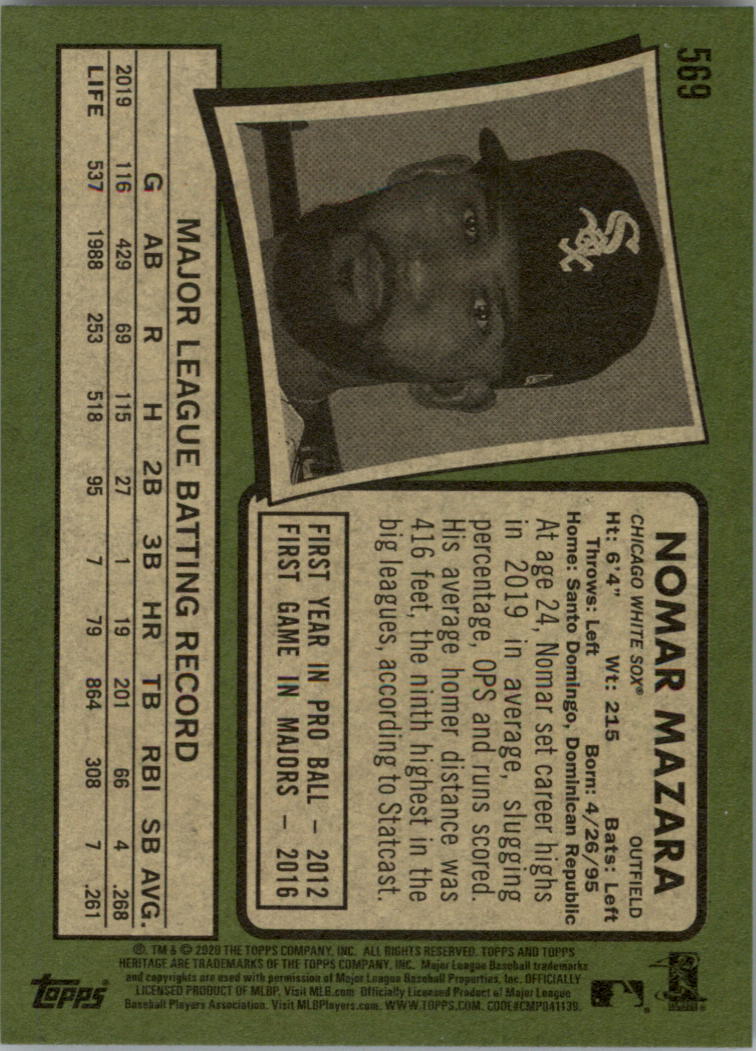 569
NOMAR MAZARA
CHICAGO WHITE SOX® OUTFIELD
Ht: 6'4" Wt: 215 Bats: Left
Throws: Left Born: 4/26/95
Home: Santo Domingo, Dominican Republic
At age 24, Nomar set career highs
in 2019 in average, slugging
percentage, OPS and runs scored.
His average homer distance was
416 feet, the ninth highest in the
big leagues, according to Statcast.
FIRST YEAR IN PRO BALL – 2012
FIRST GAME IN MAJORS – 2016
Sox
MAJOR LEAGUE BATTING RECORD
G AB R H 2B 3B HR TB RBI SB AVG.
2019 116 429 69 115 27 1 19 201 66 4 .268
LIFE 537 1988 253 518 95 7 79 864 308 7 .261
®, TM & © 2020 THE TOPPS COMPANY, INC. ALL RIGHTS RESERVED. TOPPS AND TOPPS
HERITAGE ARE TRADEMARKS OF THE TOPPS COMPANY, INC. Major League Baseball trademarks
and copyrights are used with permission of Major League Baseball Properties, Inc. OFFICIALLY
LICENSED PRODUCT OF MLBP. Visit MLB.com Officially Licensed Product of Major League
Baseball Players Association. Visit MLBPlayers.com. WWW.TOPPS.COM. CODE#CMP041139.
topps®